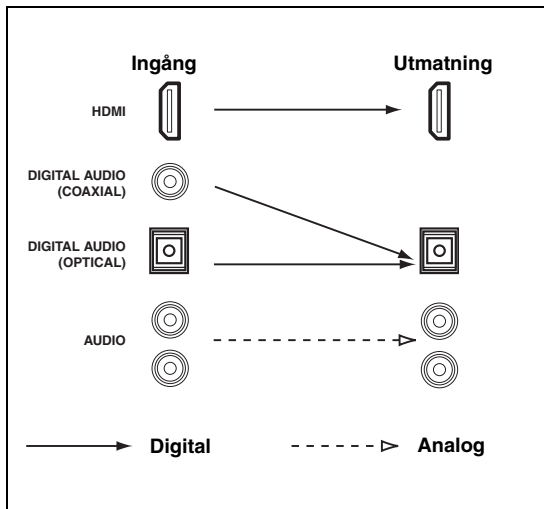 Ingång Utmatning
HDMI
DIGITAL AUDIO
(COAXIAL)
DIGITAL AUDIO
(OPTICAL)
AUDIO
Digital Analog